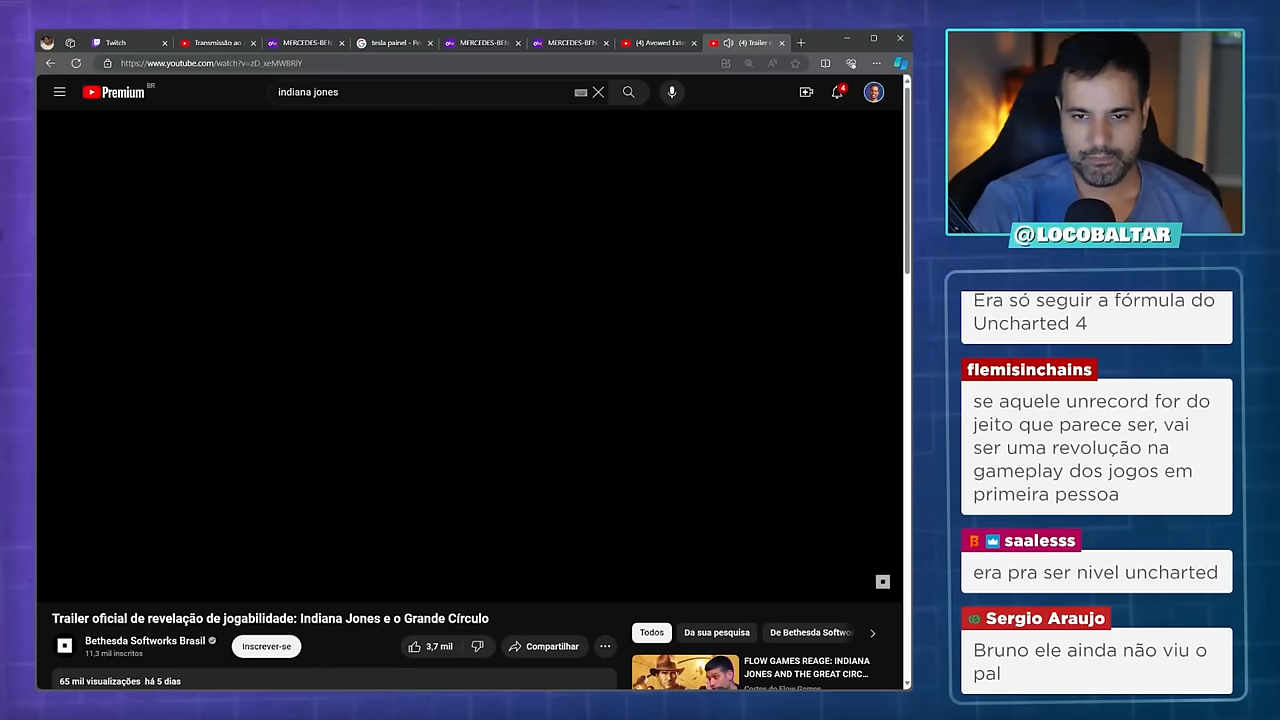 Twitch
Transmissão ao
MERCEDES-BEN
tesla painel - Pe
MERCEDES-BEN
MERCEDES-BEN
(4) Avowed Exte
(4) Trailer
https://www.youtube.com/watch?v=zD_xeMWBRlY
Premium BR
indiana jones
4
@LOCOBALTAR
Era só seguir a fórmula do
Uncharted 4
flemisinchains
se aquele unrecord for do
jeito que parece ser, vai
ser uma revolução na
gameplay dos jogos em
primeira pessoa
saalesss
era pra ser nivel uncharted
Sergio Araujo
Bruno ele ainda não viu o
pal
Trailer oficial de revelação de jogabilidade: Indiana Jones e o Grande Círculo
Bethesda Softworks Brasil
11,3 mil inscritos
Inscrever-se
3,7 mil
Compartilhar
Todos
Da sua pesquisa
De Bethesda Softwo
65 mil visualizações há 5 dias
FLOW GAMES REAGE: INDIANA
JONES AND THE GREAT CIRC...
Cortes do Flow Games